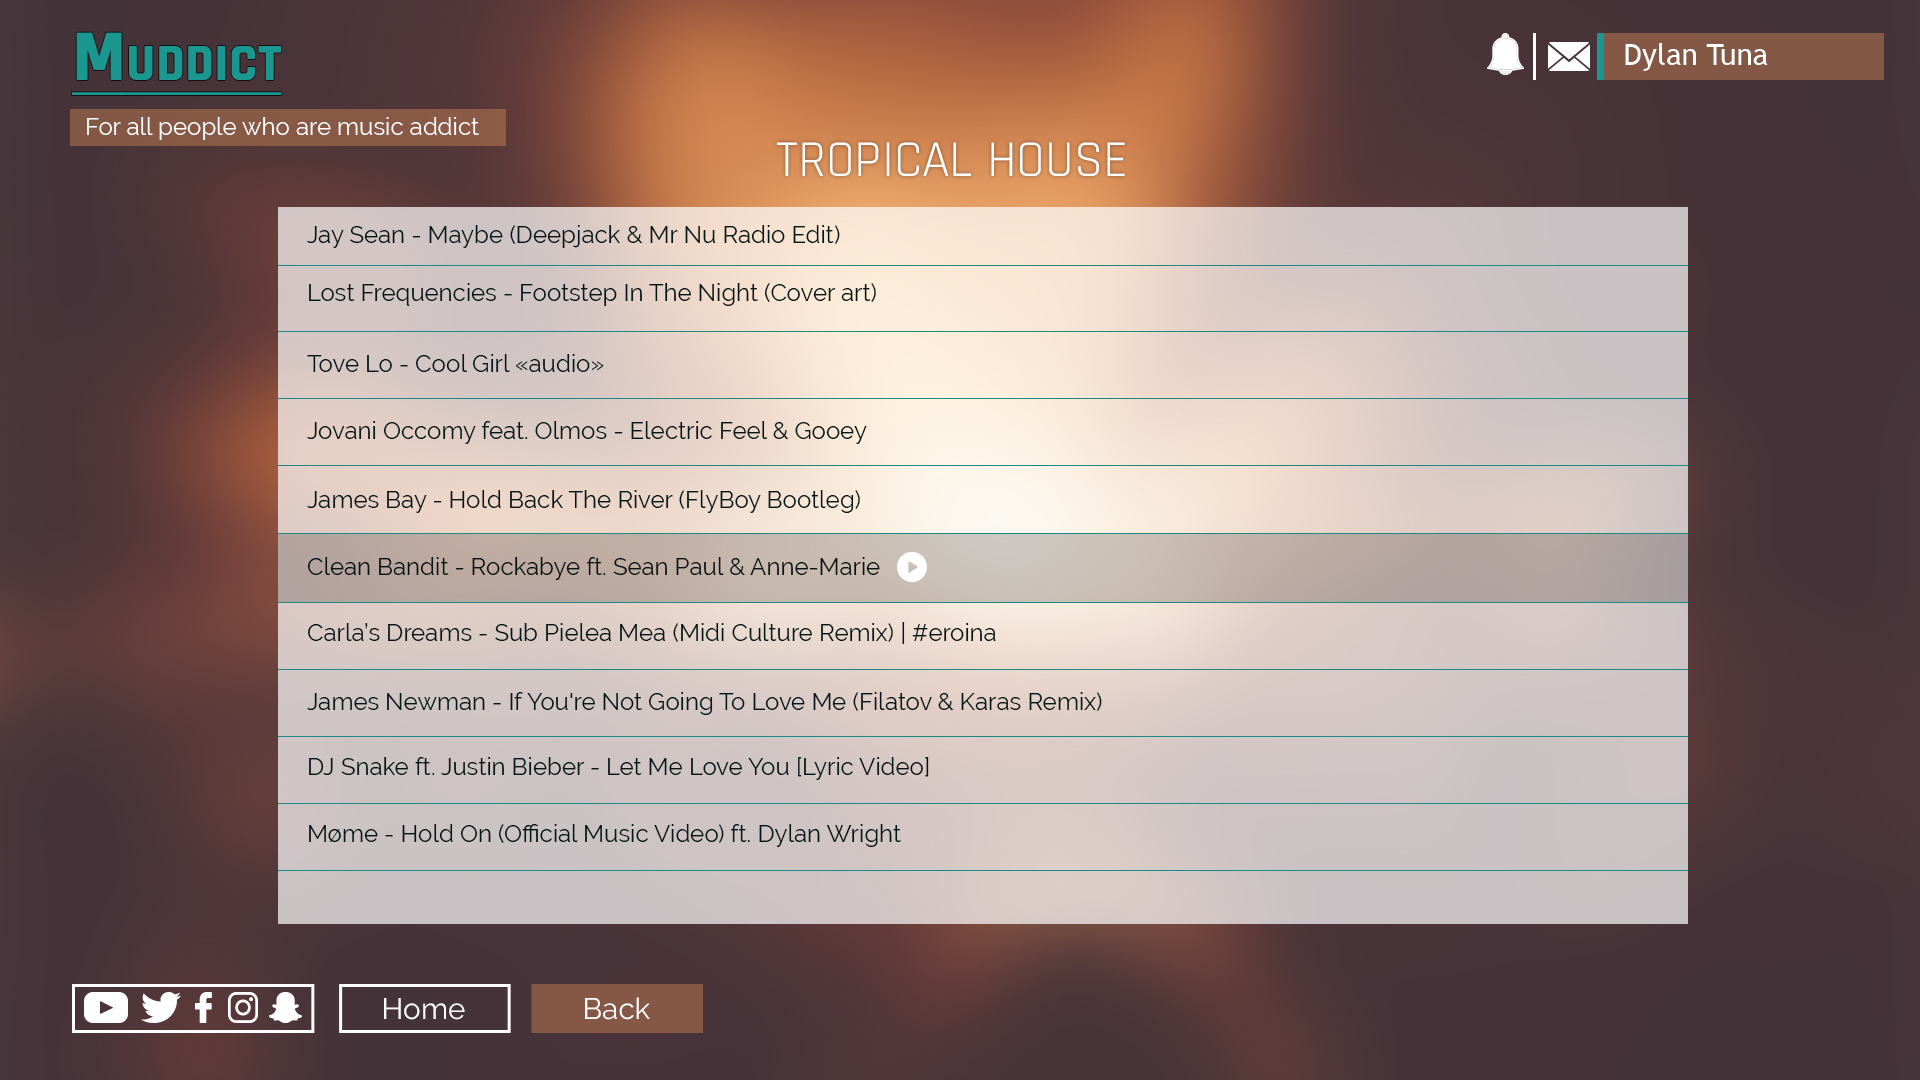 MUDDICT
For all people who are music addict
Dylan Tuna
TROPICAL HOUSE
Jay Sean - Maybe (Deepjack & Mr Nu Radio Edit)
Lost Frequencies - Footstep In The Night (Cover art)
Tove Lo - Cool Girl «audio»
Jovani Occomy feat. Olmos - Electric Feel & Gooey
James Bay - Hold Back The River (FlyBoy Bootleg)
Clean Bandit - Rockabye ft. Sean Paul & Anne-Marie
Carla's Dreams - Sub Pielea Mea (Midi Culture Remix) | #eroina
James Newman - If You're Not Going To Love Me (Filatov & Karas Remix)
DJ Snake ft. Justin Bieber - Let Me Love You [Lyric Video]
Møme - Hold On (Official Music Video) ft. Dylan Wright
Home
Back